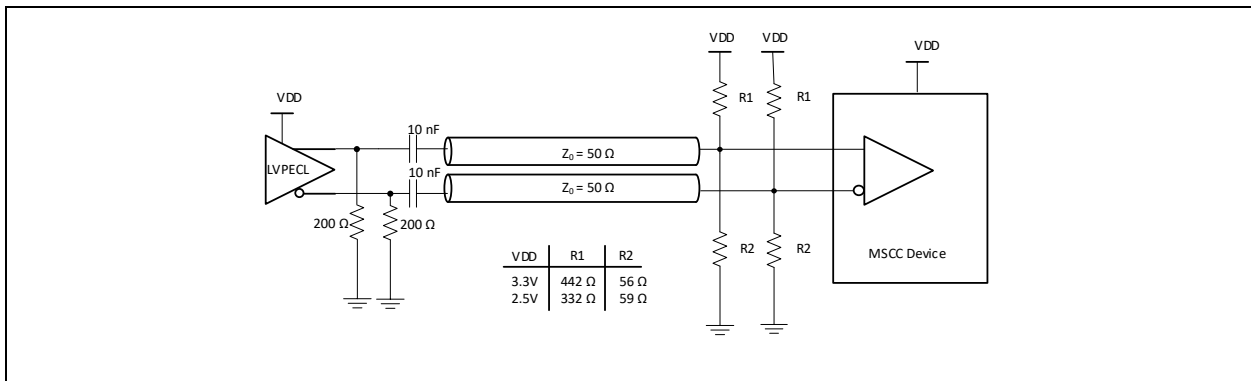 VDD VDD
VDD
R1 R1
VDD
10 nF
Z0 = 50 Ω
LVPECL
10 nF
Z0 = 50 Ω
200 Ω 200 Ω
R2 R2
MSCC Device
VDD R1 R2
3.3V 442 Ω 56 Ω
2.5V 332 Ω 59 Ω